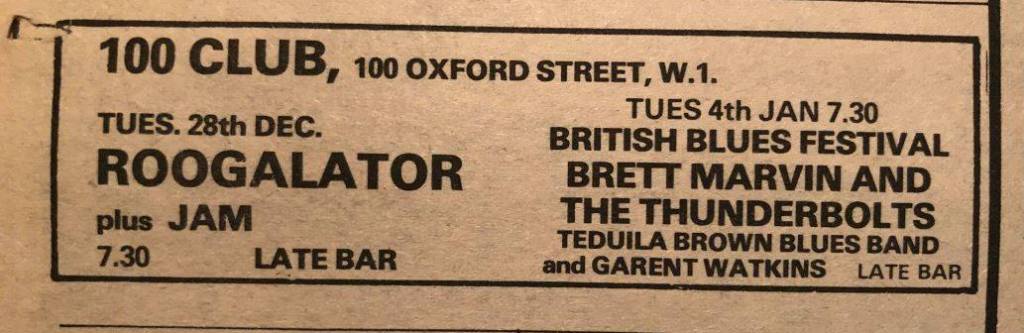 100 CLUB, 100 OXFORD STREET, W.1.
TUES. 28th DEC.
ROOGALATOR
plus JAM
7.30 LATE BAR
TUES 4th JAN 7.30
BRITISH BLUES FESTIVAL
BRETT MARVIN AND
THE THUNDERBOLTS
TEDUILA BROWN BLUES BAND
and GARENT WATKINS LATE BAR